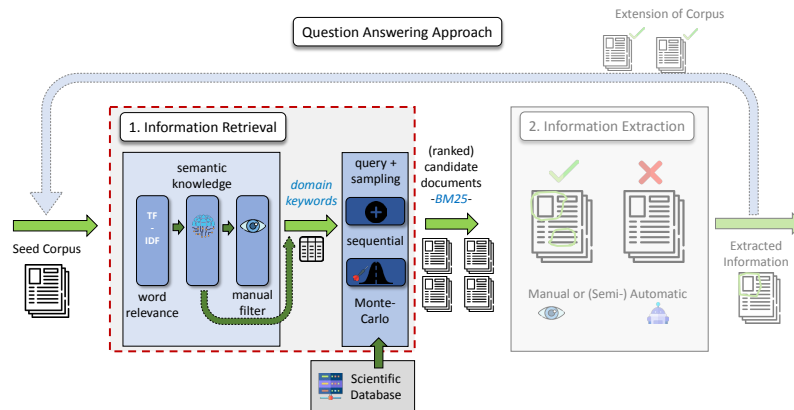 Question Answering Approach
Extension of Corpus
1. Information Retrieval
2. Information Extraction
semantic
knowledge
TF
-
IDF
word
relevance
manual
filter
domain
keywords
query +
sampling
sequential
Monte-
Carlo
(ranked)
candidate
documents
-BM25-
Seed Corpus
Manual or (Semi-) Automatic
Extracted
Information
Scientific
Database